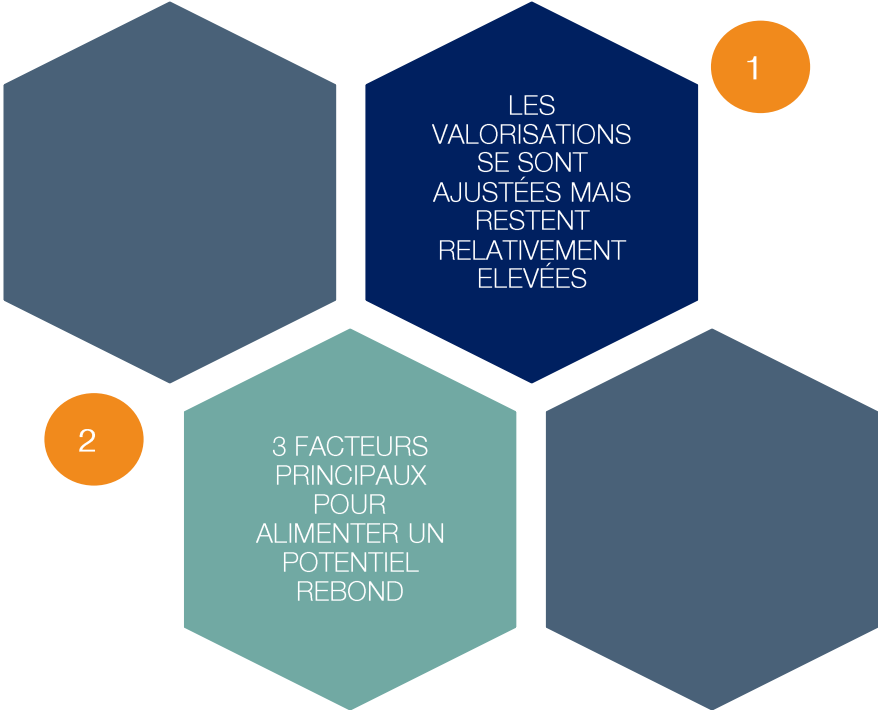 1
LES
VALORISATIONS
SE SONT
AJUSTÉES MAIS
RESTENT
RELATIVEMENT
ELEVÉES
2
3 FACTEURS
PRINCIPAUX
POUR
ALIMENTER UN
POTENTIEL
REBOND